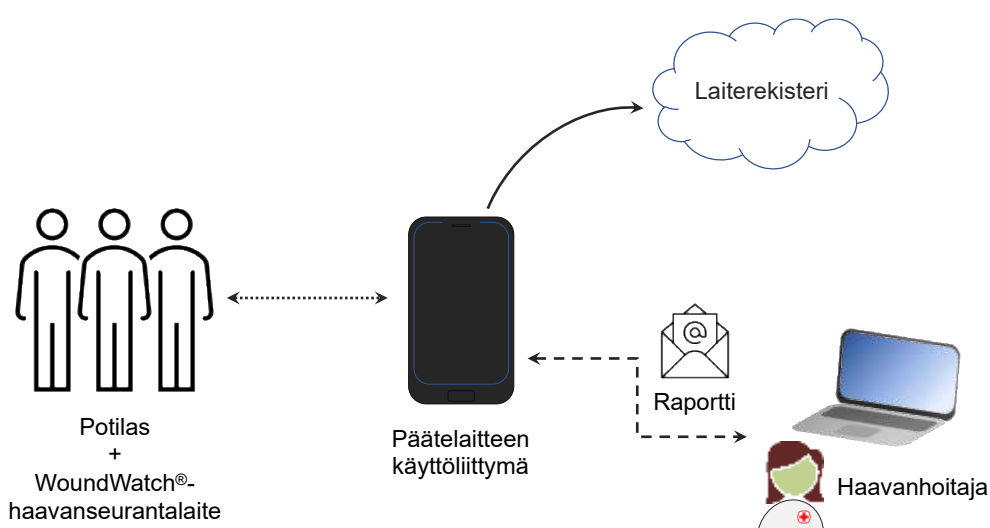 Laiterekisteri
Potilas
+
WoundWatch®-
haavanseurantalaite
Päätelaitteen
käyttöliittymä
@
Raportti
Haavanhoitaja